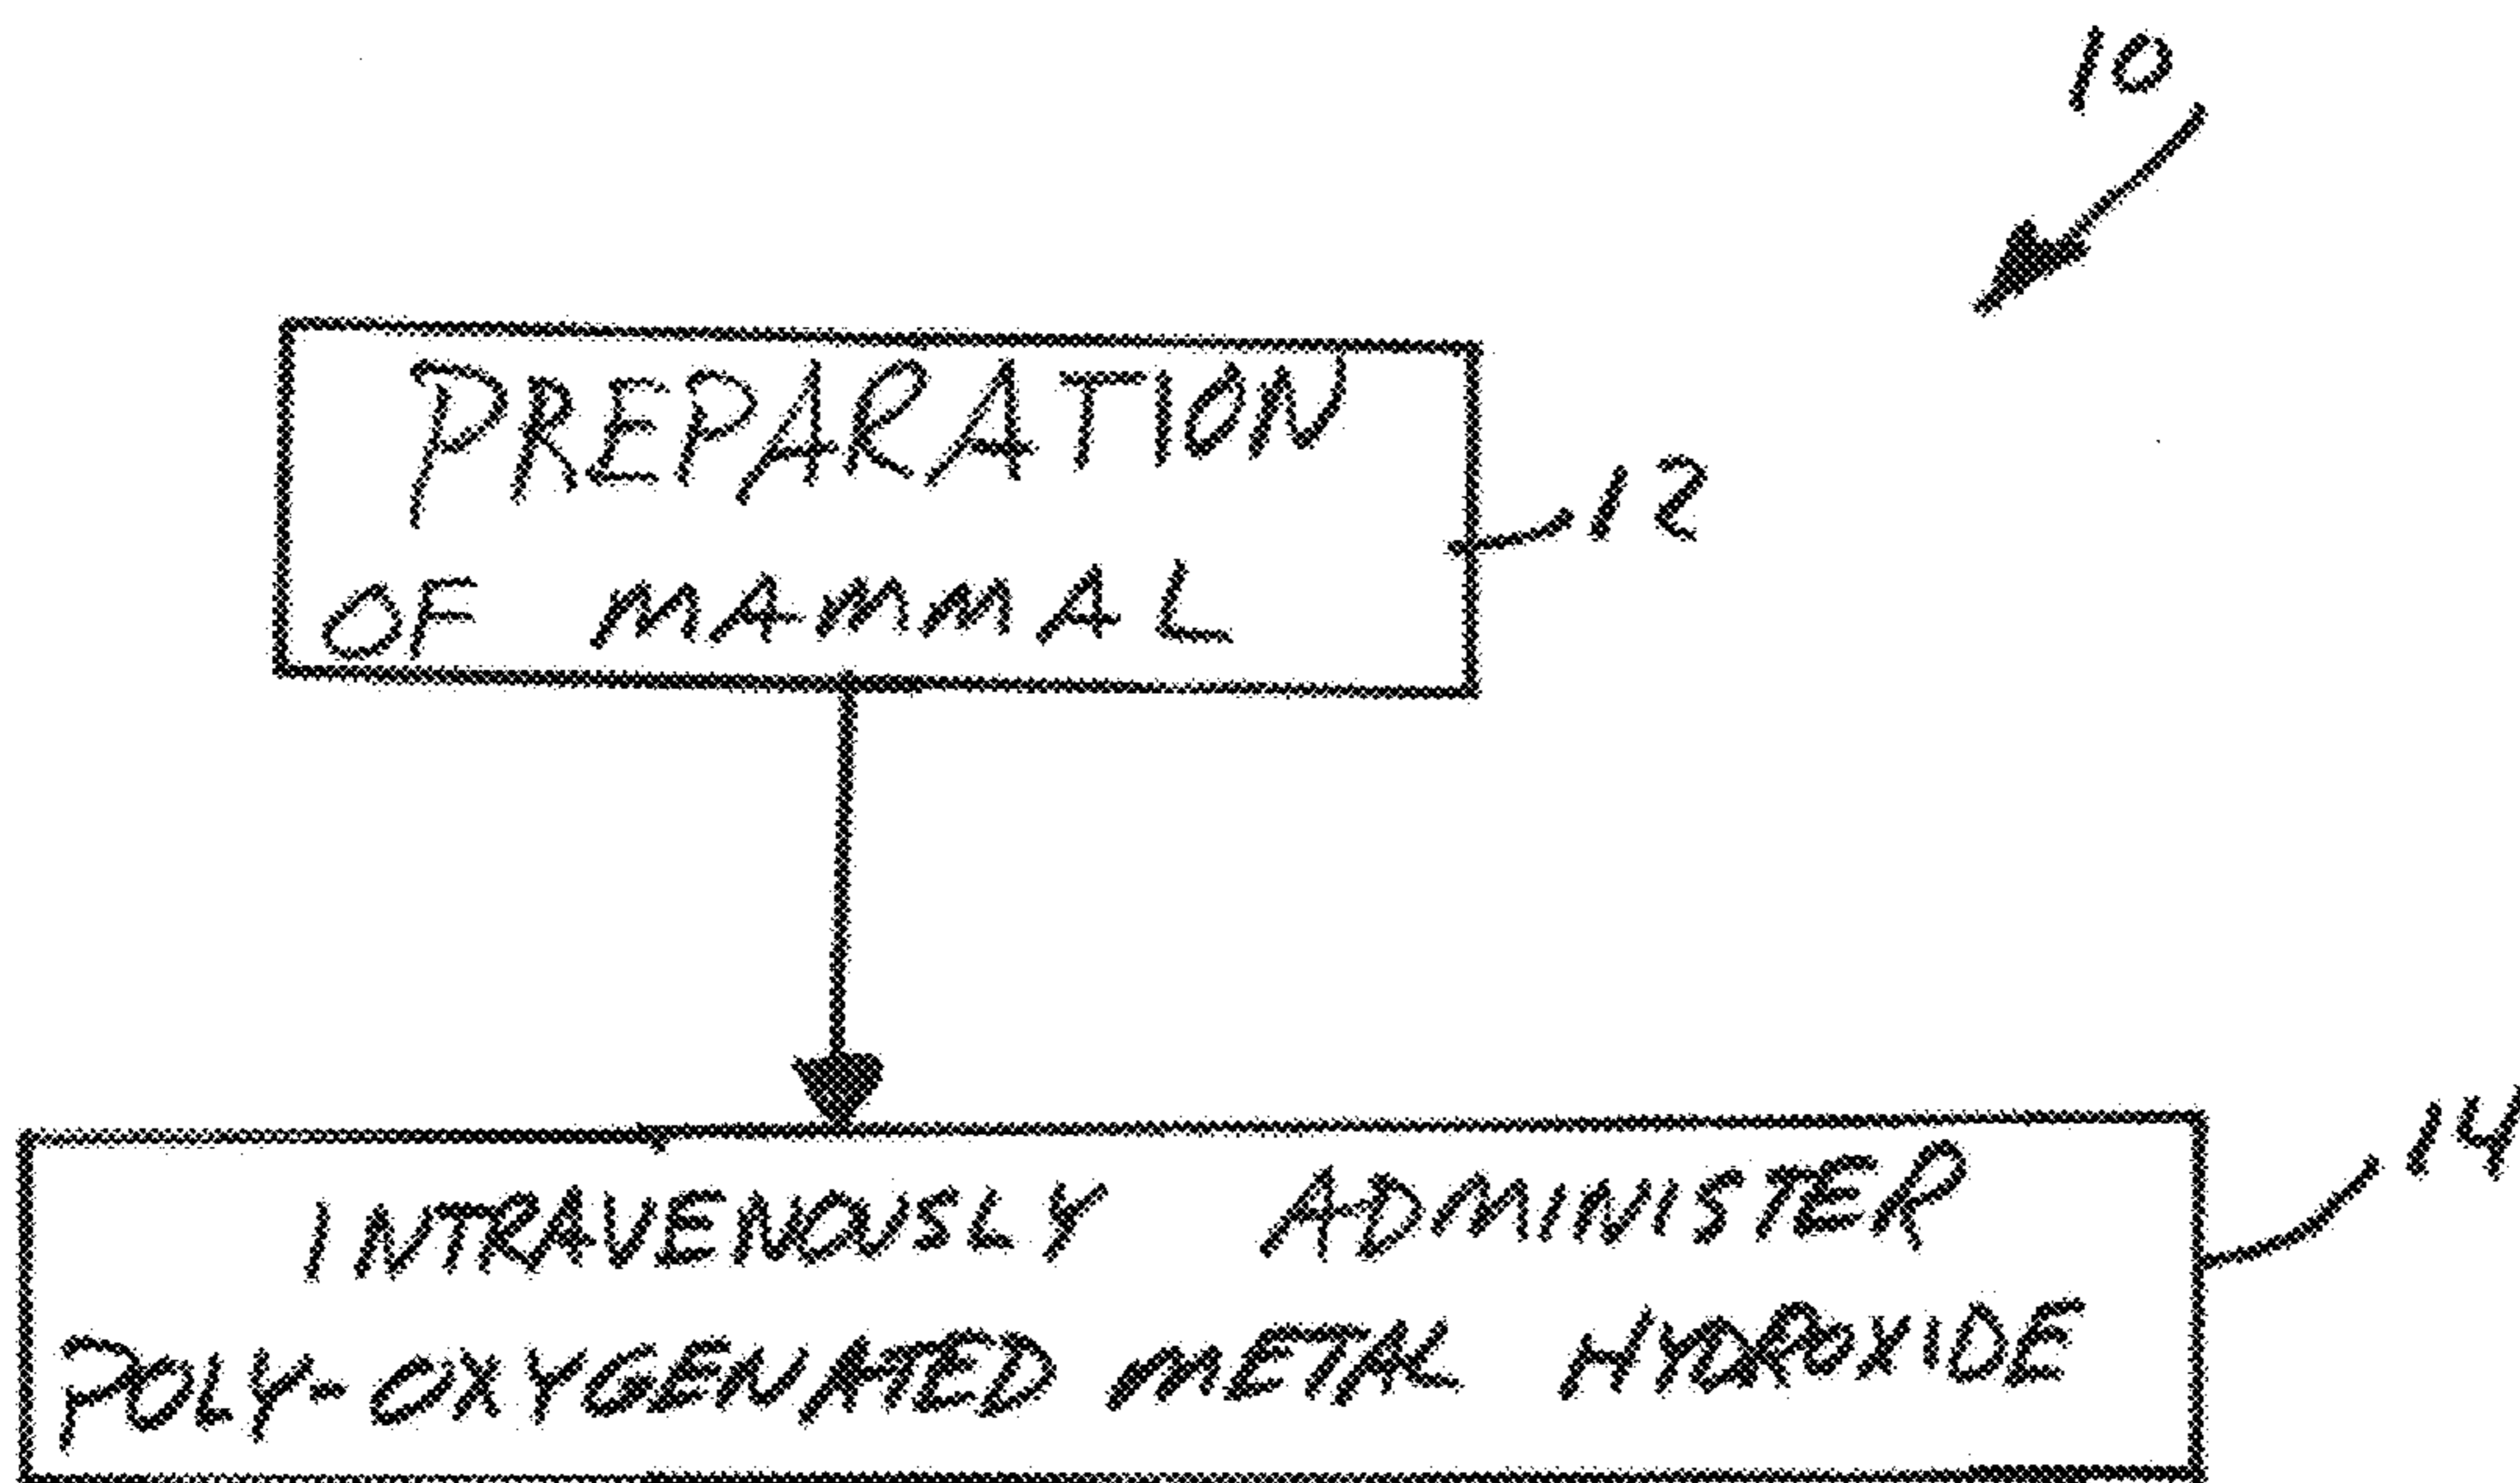 10
PREPARATION
OF MAMMAL
12
INTRAVENOUSLY ADMINISTER
POLY-OXYGENATED METAL HYDROXIDE
14